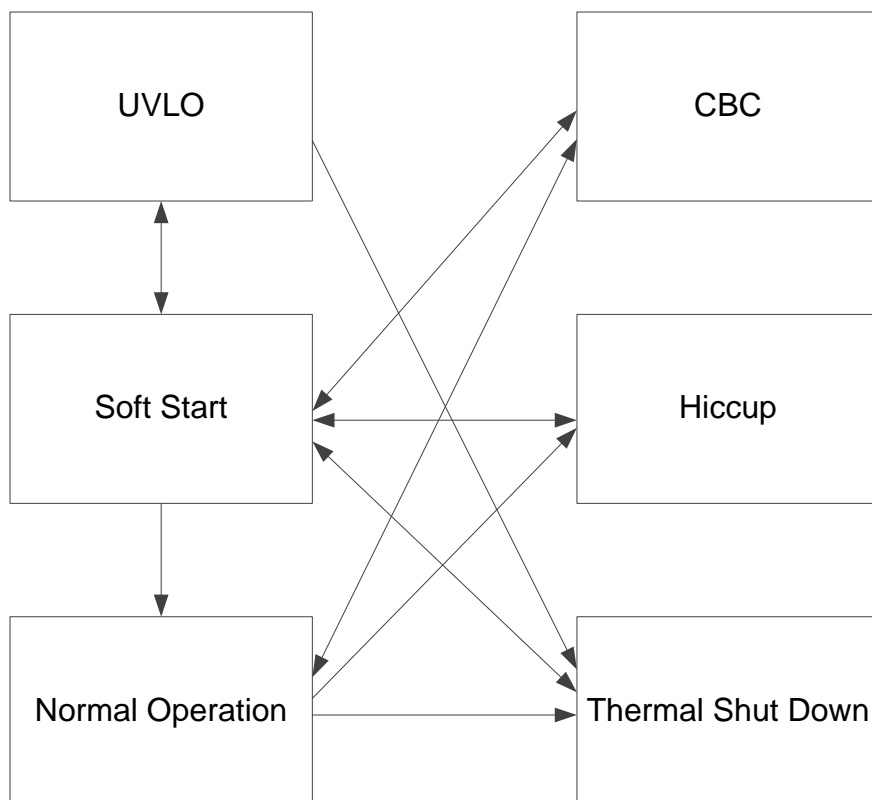 UVLO
CBC
Soft Start
Hiccup
Normal Operation
Thermal Shut Down